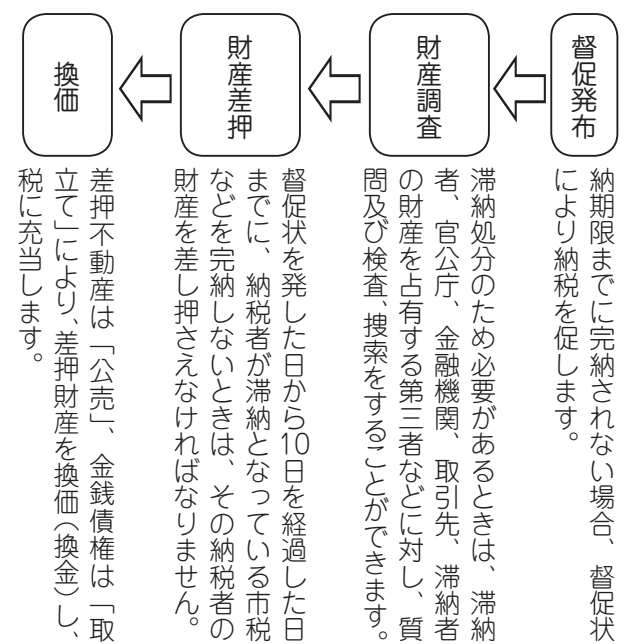 督促発布
納期限までに完納されない場合、督促状
により納税を促します。
財産調査
滞納処分のため必要があるときは、滞納
者、官公庁、金融機関、取引先、滞納者
の財産を占有する第三者などに対し、質
問及び検査、捜索をすることができます。
財産差押
督促状を発した日から10日を経過した日
までに、納税者が滞納となっている市税
などを完納しないときは、その納税者の
財産を差し押さえなければなりません。
換価
差押不動産は「公売」、金銭債権は「取
立て」により、差押財産を換価（換金）し、
税に充当します。